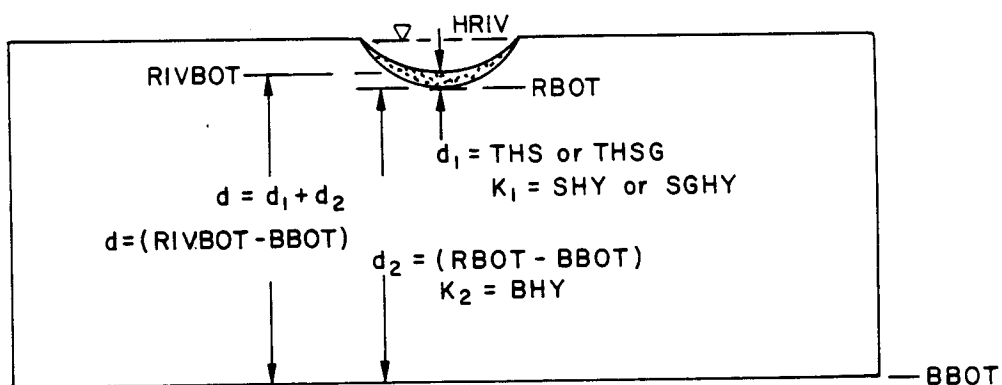 HRIV
RIVBOT
RBOT
d₁ = THS or THSG
K₁ = SHY or SGHY
d = d₁ + d₂
d=(RIVBOT-BBOT)
d₂ = (RBOT - BBOT)
K₂ = BHY
BBOT